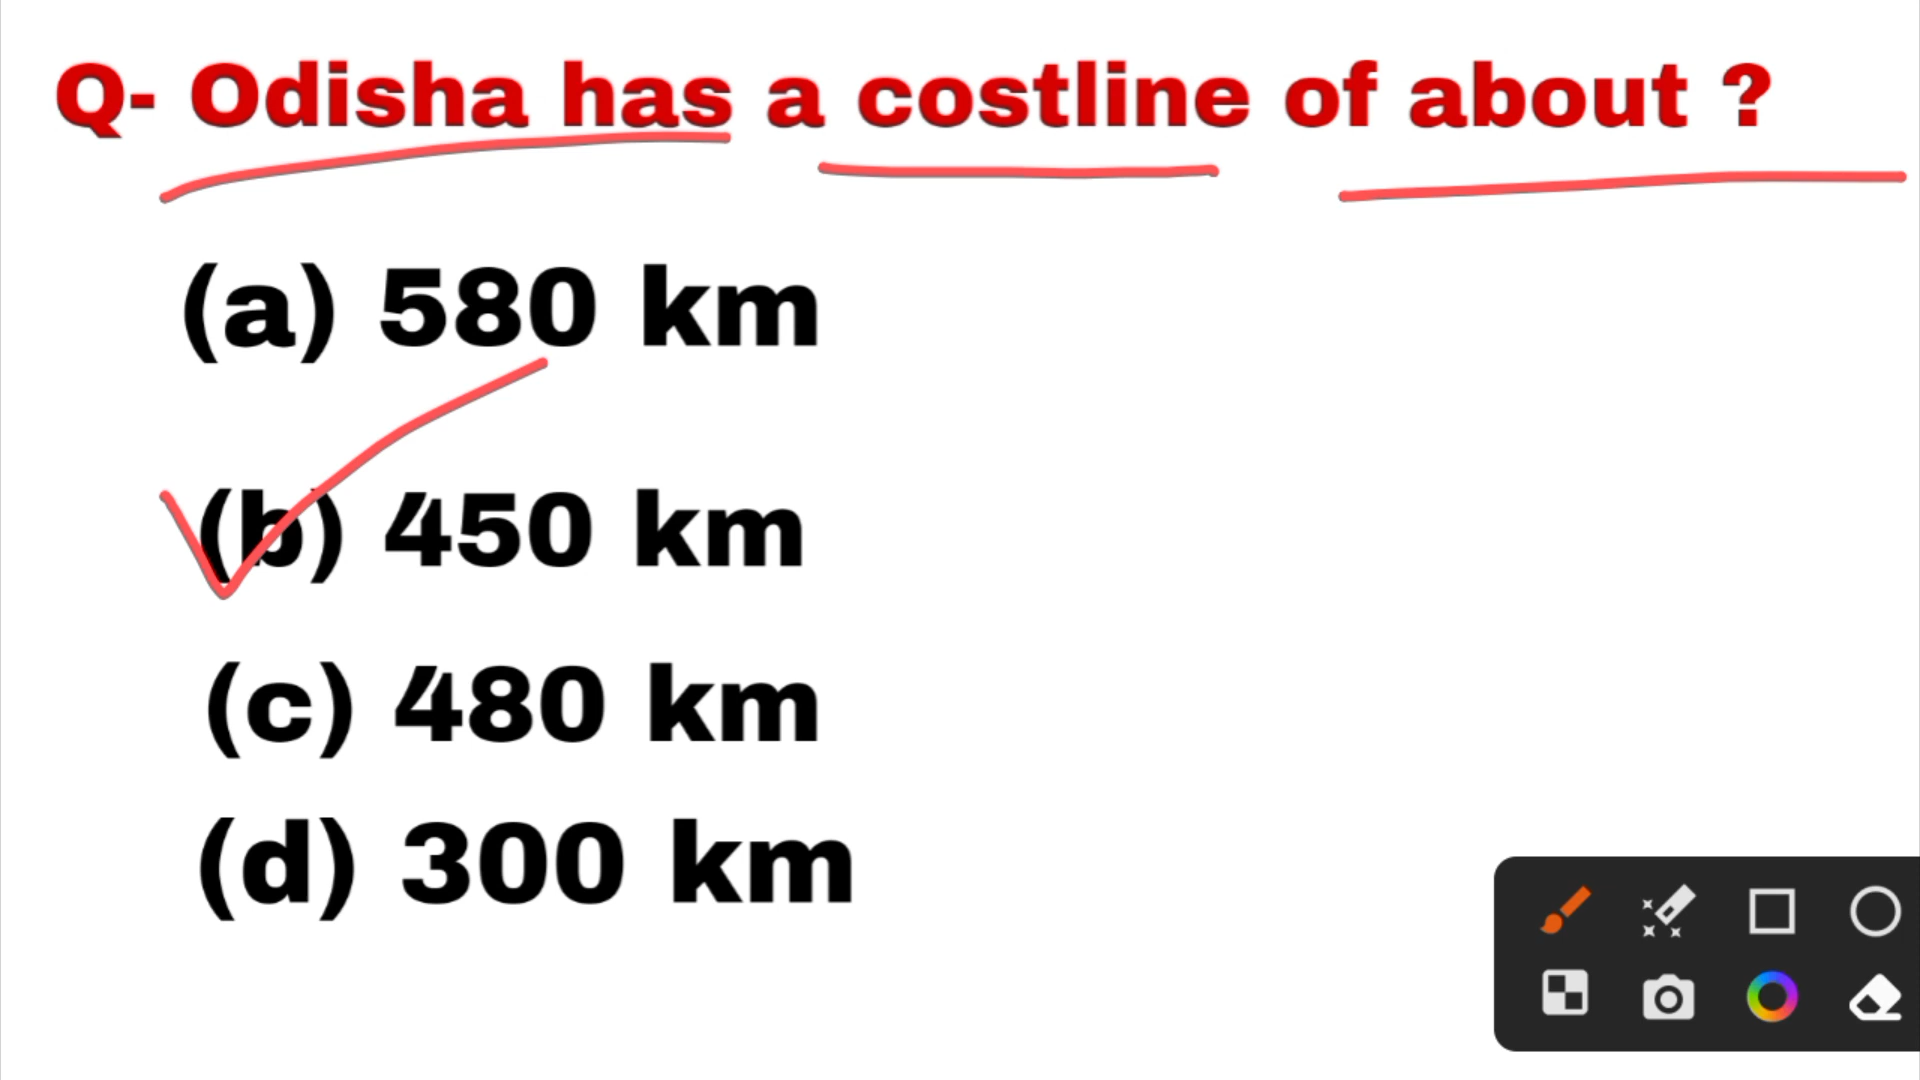 Q- Odisha has a costline of about ?
(a) 580 km
(b) 450 km
(c) 480 km
(d) 300 km